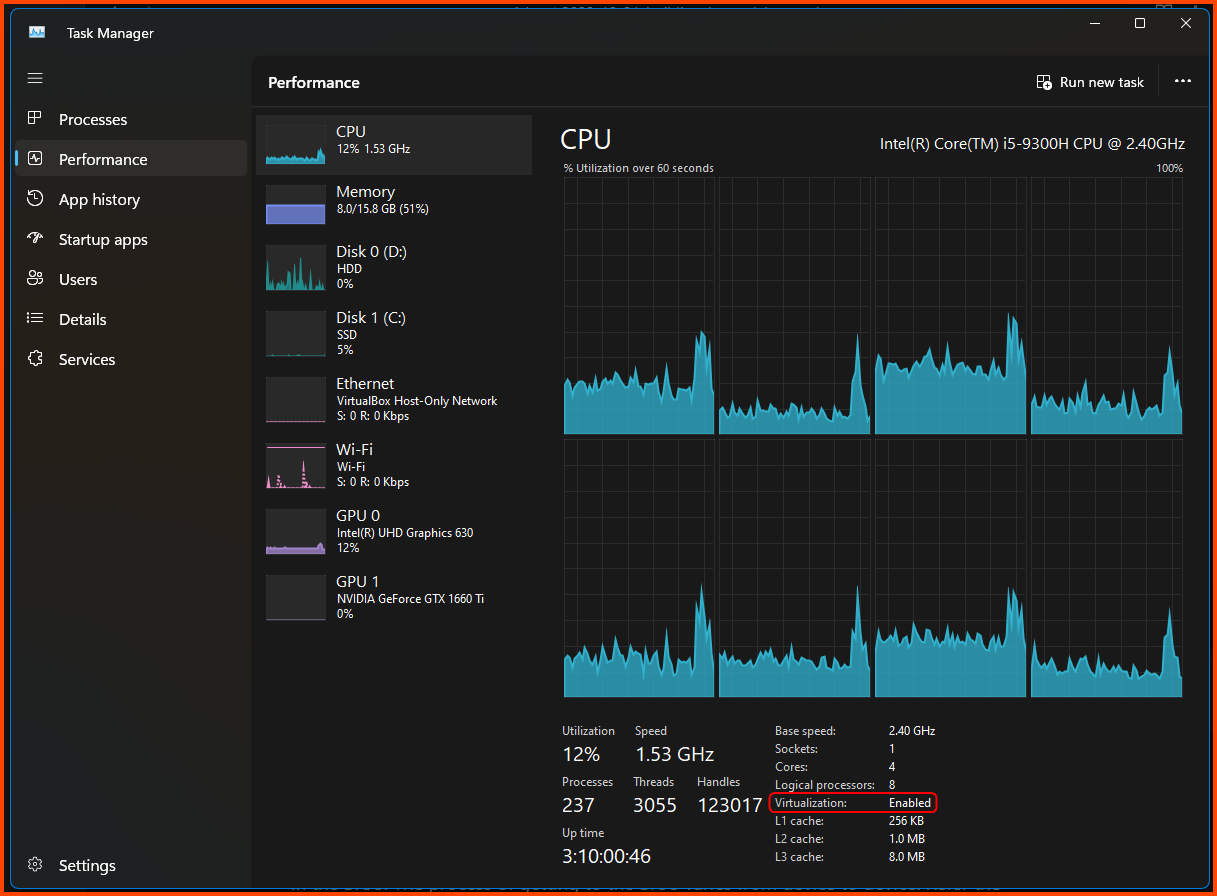 Task Manager
Performance
Run new task
Processes
Performance
App history
Startup apps
Users
Details
Services
Settings
CPU
12% 1.53 GHz
Memory
8.0/15.8 GB (51%)
Disk 0 (D:)
HDD
0%
Disk 1 (C:)
SSD
5%
Ethernet
VirtualBox Host-Only Network
S: 0 R: 0 Kbps
Wi-Fi
Wi-Fi
S: 0 R: 0 Kbps
GPU 0
Intel(R) UHD Graphics 630
12%
GPU 1
NVIDIA GeForce GTX 1660 Ti
0%
CPU
Intel(R) Core(TM) i5-9300H CPU @ 2.40GHz
% Utilization over 60 seconds
100%
Utilization Speed
12% 1.53 GHz
Processes Threads Handles
237 3055 123017
Up time
3:10:00:46
Base speed: 2.40 GHz
Sockets: 1
Cores: 4
Logical processors: 8
Virtualization: Enabled
L1 cache: 256 KB
L2 cache: 1.0 MB
L3 cache: 8.0 MB